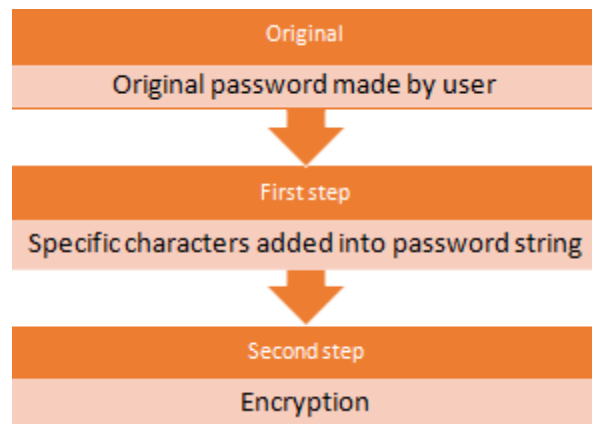 Original
Original password made by user
First step
Specific characters added into password string
Second step
Encryption